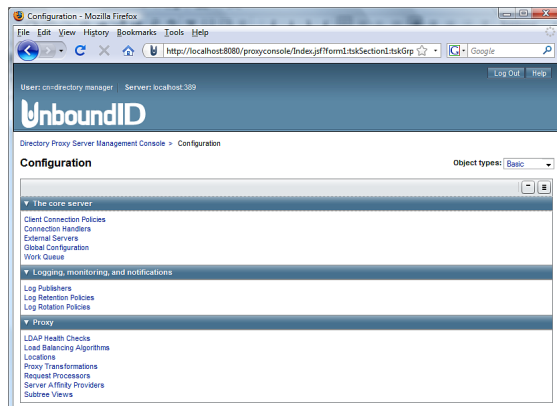 Configuration - Mozilla Firefox
File Edit View History Bookmarks Tools Help
http://localhost:8080/proxyconsole/Index.jsf?form1:tskSection1:tskGrp
Google
Log Out Help
User: cn=directory manager Server: localhost:389
UnboundID
Directory Proxy Server Management Console > Configuration
Configuration
Object types: Basic
The core server
Client Connection Policies
Connection Handlers
External Servers
Global Configuration
Work Queue
Logging, monitoring, and notifications
Log Publishers
Log Retention Policies
Log Rotation Policies
Proxy
LDAP Health Checks
Load Balancing Algorithms
Locations
Proxy Transformations
Request Processors
Server Affinity Providers
Subtree Views